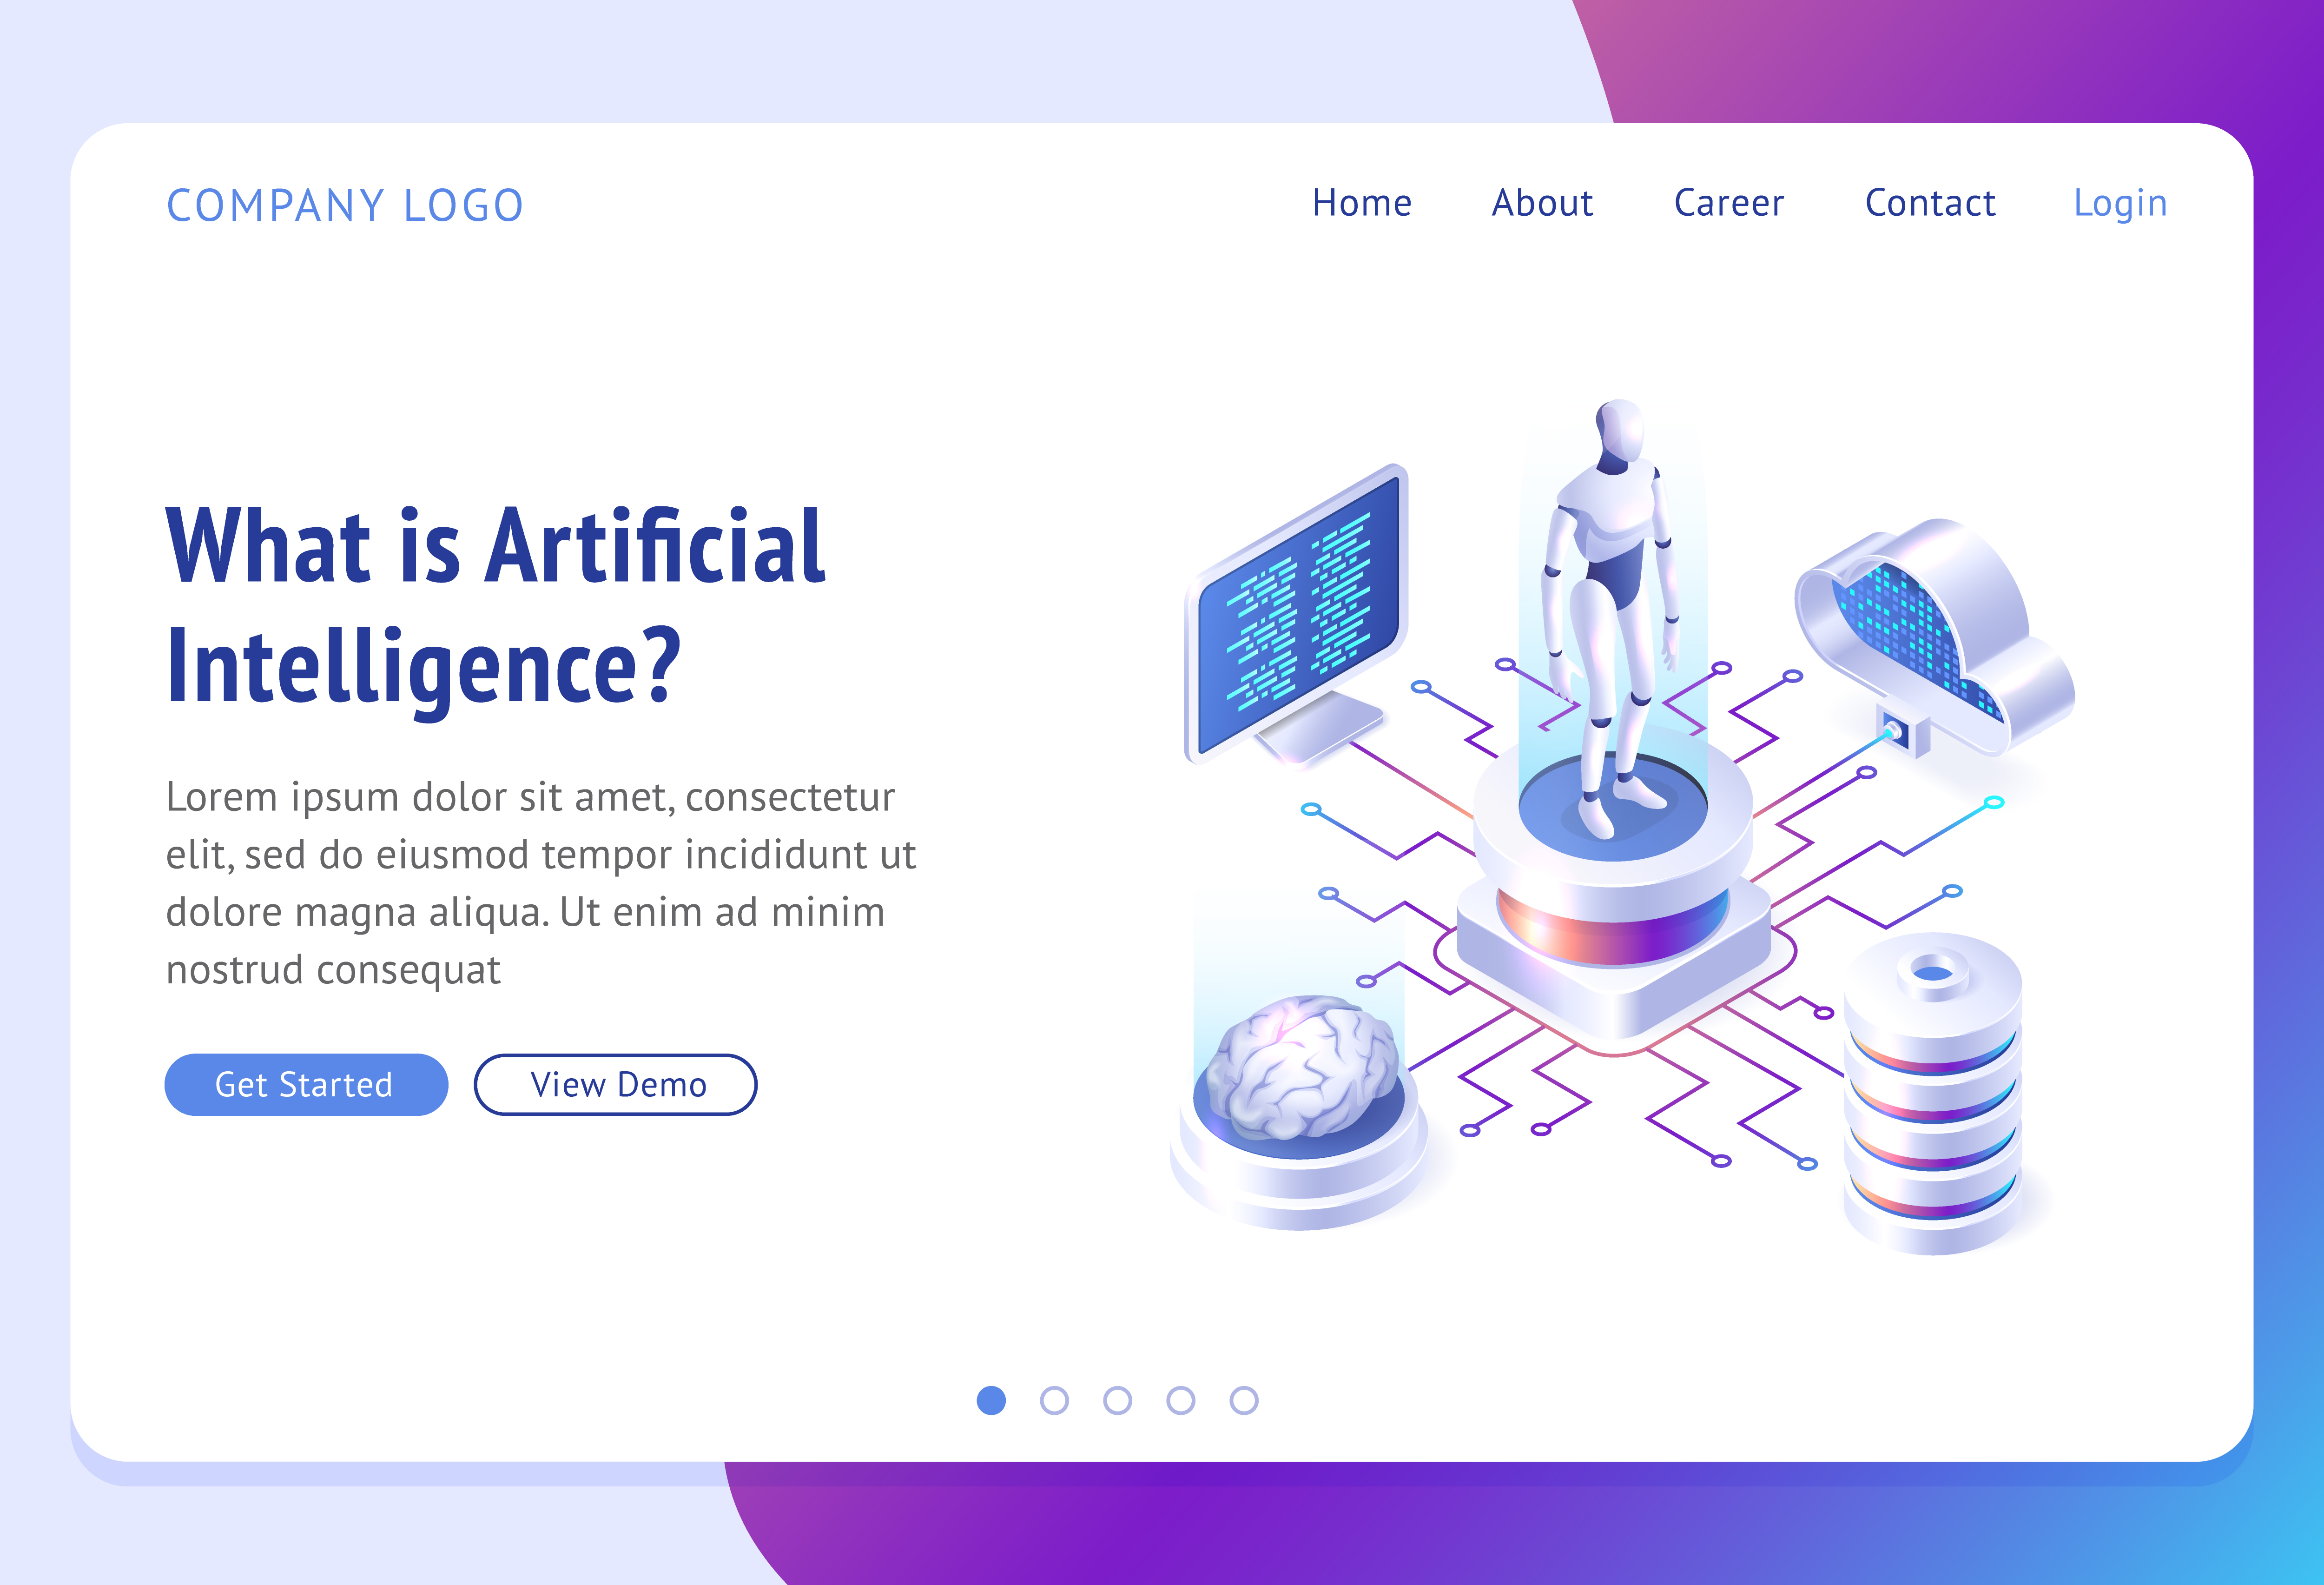 COMPANY LOGO
Home About Career Contact Login
What is Artificial
Intelligence?
Lorem ipsum dolor sit amet, consectetur
elit, sed do eiusmod tempor incididunt ut
dolore magna aliqua. Ut enim ad minim
nostrud consequat
Get Started View Demo